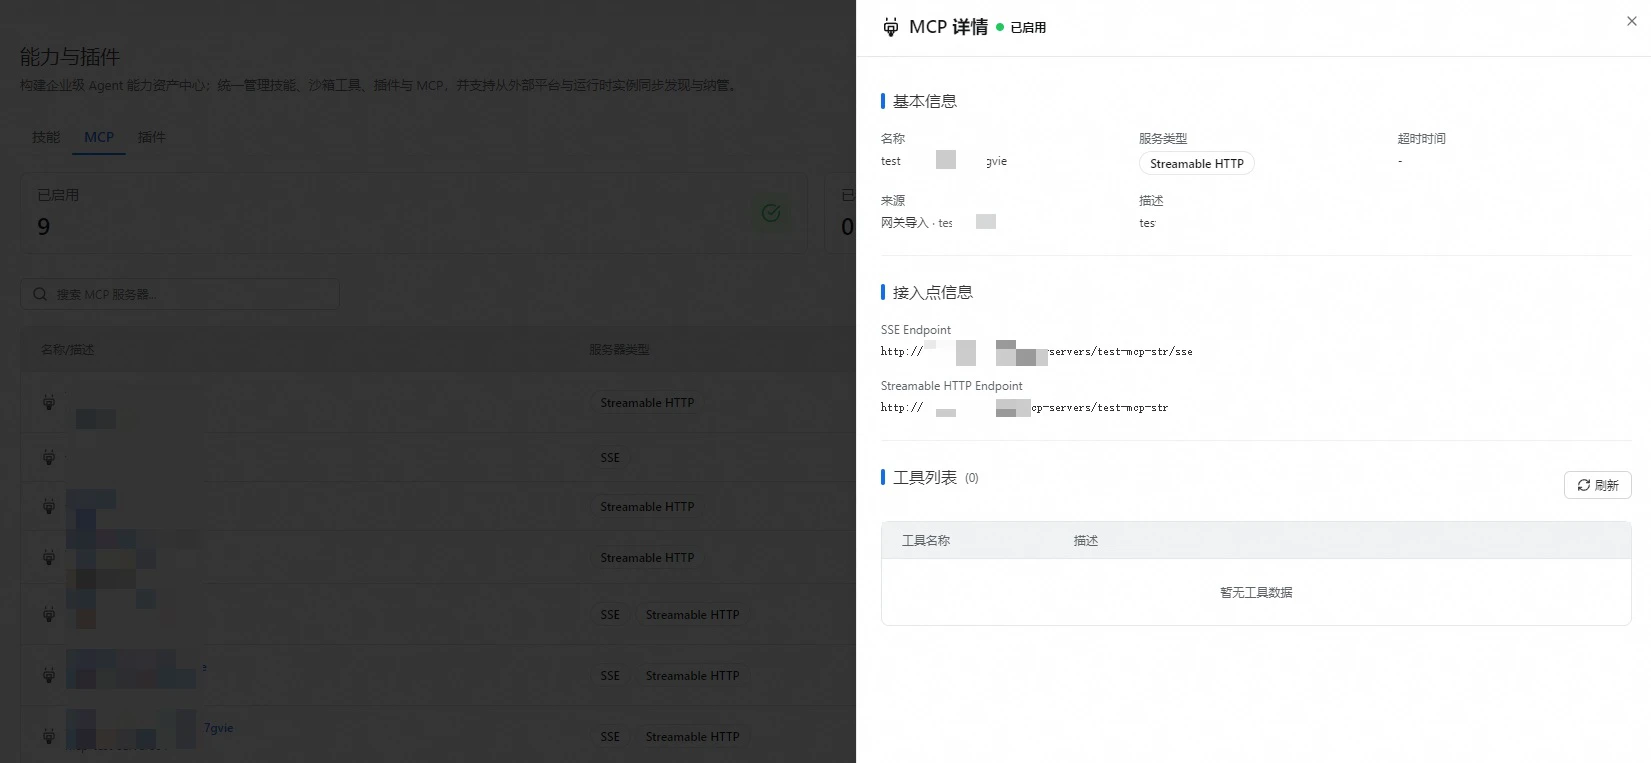 能力与插件
构建企业级 Agent 能力资产中心；统一管理技能、沙箱工具、插件与 MCP，并支持从外部平台与运行时实例同步发现与纳管。
技能 MCP 插件
已启用
9
已
0
搜索 MCP 服务器...
名称/描述 服务器类型
Streamable HTTP
SSE
Streamable HTTP
Streamable HTTP
SSE Streamable HTTP
e SSE Streamable HTTP
7gvie
SSE Streamable HTTP
MCP 详情 已启用
基本信息
名称 服务类型 超时时间
test gvie Streamable HTTP -
来源 描述
网关导入 · tes tes
接入点信息
SSE Endpoint
http:// servers/test-mcp-str/sse
Streamable HTTP Endpoint
http:// cp-servers/test-mcp-str
工具列表 (0) 刷新
工具名称 描述
暂无工具数据